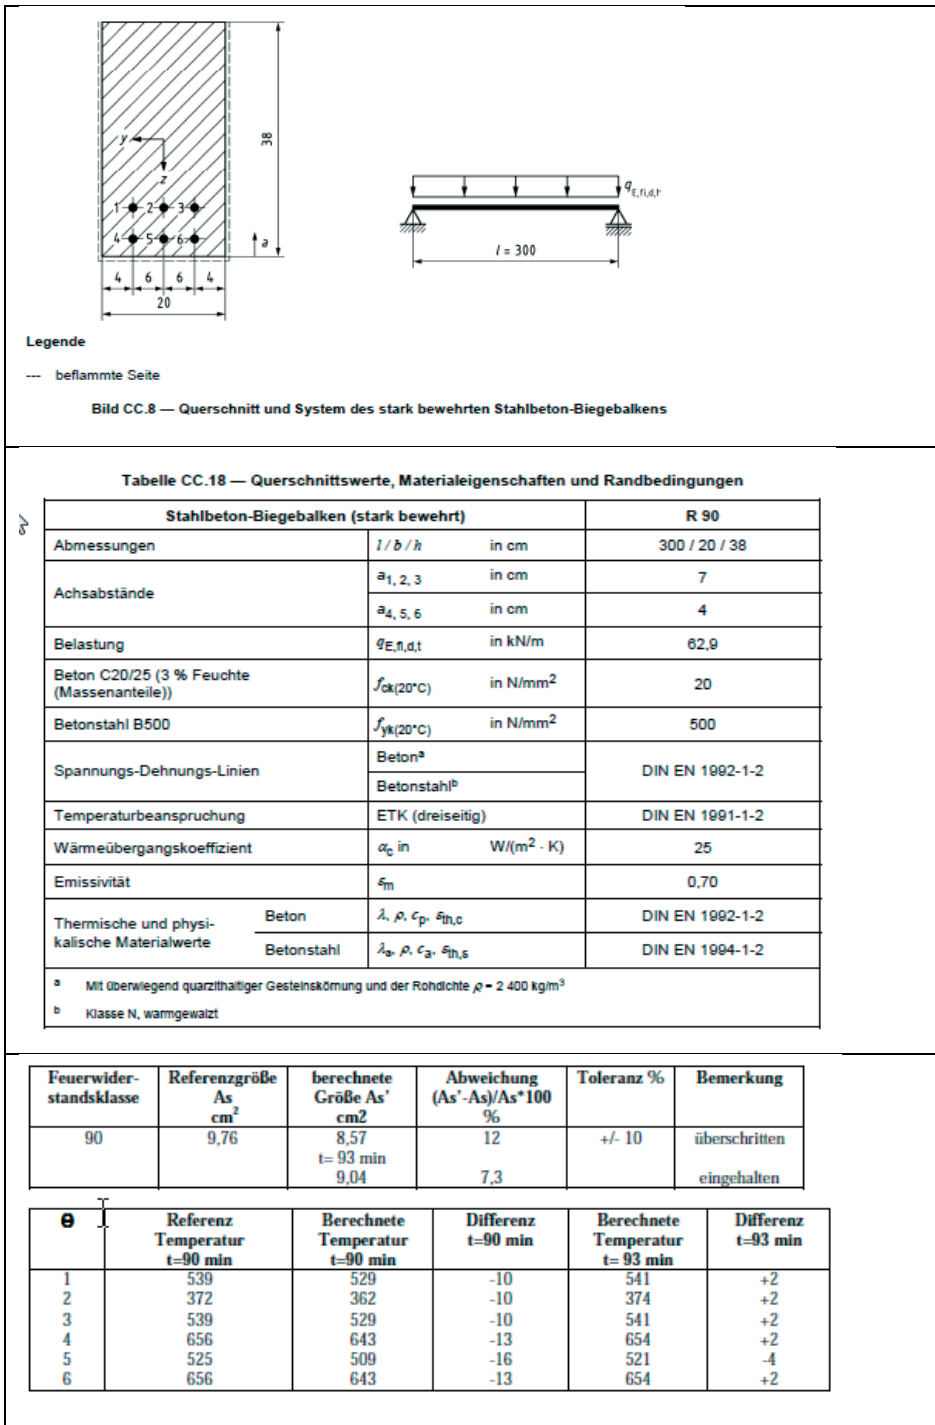 y
z
1 2 3
4 5 6
a
38
4 6 6 4
20
qE,fi,d,t
l = 300
Legende
--- beflammte Seite
Bild CC.8 — Querschnitt und System des stark bewehrten Stahlbeton-Biegebalkens
Tabelle CC.18 — Querschnittswerte, Materialeigenschaften und Randbedingungen
Stahlbeton-Biegebalken (stark bewehrt) R 90
Abmessungen l / b / h in cm 300 / 20 / 38
Achsabstände a1, 2, 3 in cm 7
a4, 5, 6 in cm 4
Belastung qE,fi,d,t in kN/m 62,9
Beton C20/25 (3 % Feuchte
(Massenanteile)) fck(20°C) in N/mm² 20
Betonstahl B500 fyk(20°C) in N/mm² 500
Spannungs-Dehnungs-Linien Betonᵃ DIN EN 1992-1-2
Betonstahlᵇ
Temperaturbeanspruchung ETK (dreiseitig) DIN EN 1991-1-2
Wärmeübergangskoeffizient αc in W/(m² · K) 25
Emissivität εm 0,70
Thermische und physi-
kalische Materialwerte Beton λ, ρ, cp, εth,c DIN EN 1992-1-2
Betonstahl λa, ρ, ca, εth,s DIN EN 1994-1-2
a Mit überwiegend quarzithaltiger Gesteinskörnung und der Rohdichte ρ = 2 400 kg/m³
b Klasse N, warmgewalzt
Feuerwider-
standsklasse Referenzgröße
As
cm² berechnete
Größe As'
cm2 Abweichung
(As'-As)/As*100
% Toleranz % Bemerkung
90 9,76 8,57 12 +/- 10 überschritten
t= 93 min
9,04 7,3 eingehalten
Θ Referenz
Temperatur
t=90 min Berechnete
Temperatur
t=90 min Differenz
t=90 min Berechnete
Temperatur
t= 93 min Differenz
t=93 min
1 539 529 -10 541 +2
2 372 362 -10 374 +2
3 539 529 -10 541 +2
4 656 643 -13 654 +2
5 525 509 -16 521 -4
6 656 643 -13 654 +2